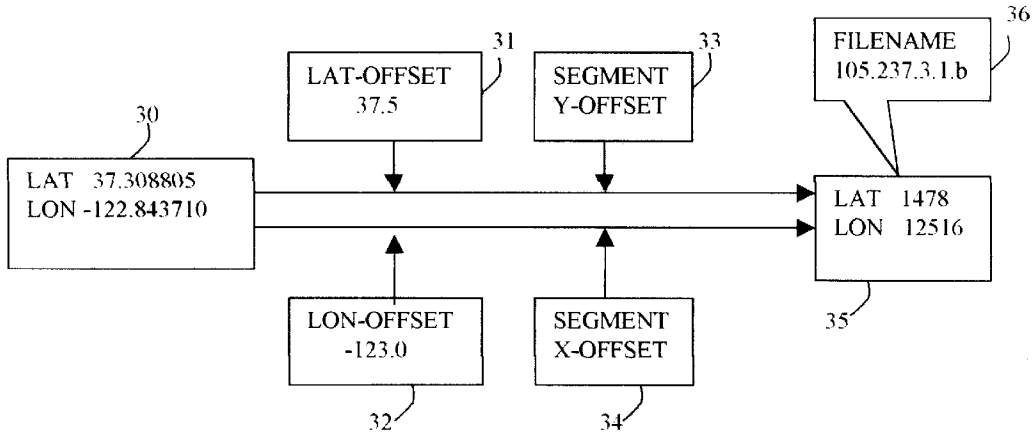 30
LAT 37.308805
LON -122.843710
31
LAT-OFFSET
37.5
33
SEGMENT
Y-OFFSET
36
FILENAME
105.237.3.1.b
LAT 1478
LON 12516
35
LON-OFFSET
-123.0
32
SEGMENT
X-OFFSET
34